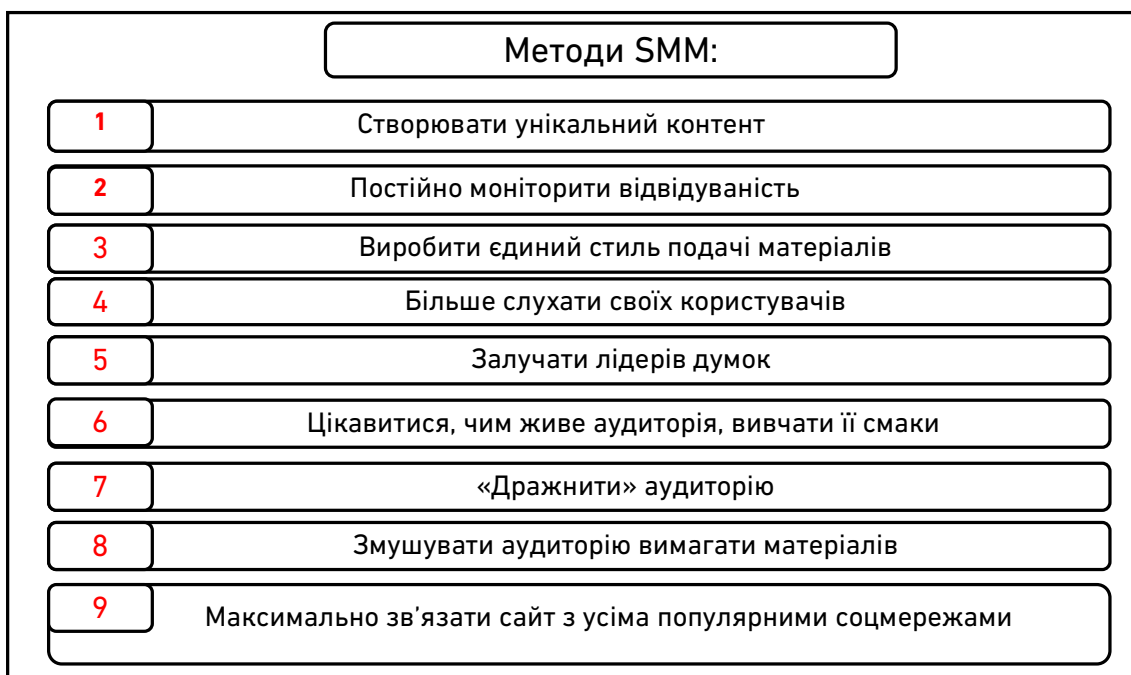 Методи SMM:
1 Створювати унікальний контент
2 Постійно моніторити відвідуваність
3 Виробити єдиний стиль подачі матеріалів
4 Більше слухати своїх користувачів
5 Залучати лідерів думок
6 Цікавитися, чим живе аудиторія, вивчати її смаки
7 «Дражнити» аудиторію
8 Змушувати аудиторію вимагати матеріалів
9 Максимально зв’язати сайт з усіма популярними соцмережами